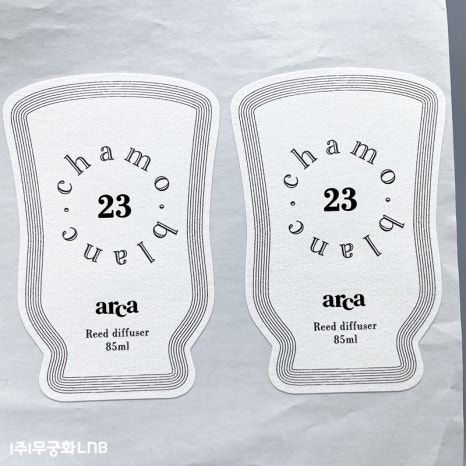 ·chamo·blanc
23
arca
Reed diffuser
85ml
·chamo·blanc
23
arca
Reed diffuser
85ml
(주)무궁화LNB